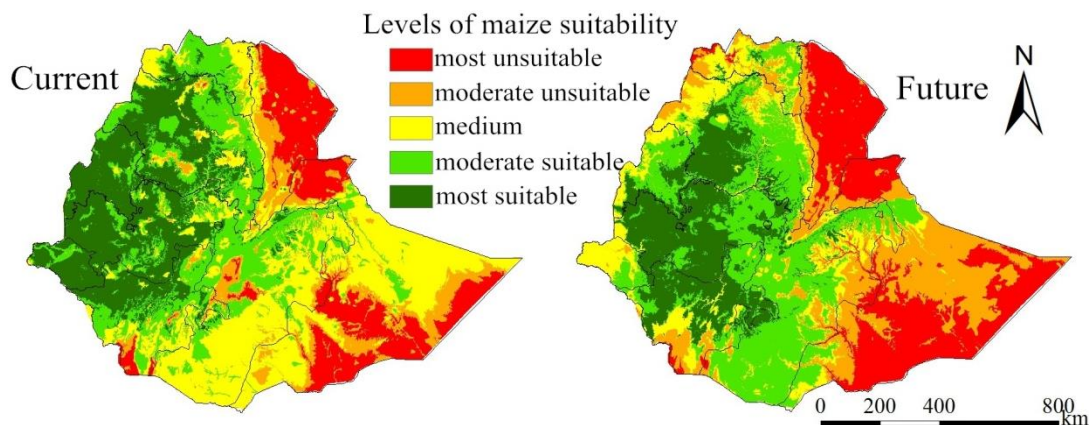 Levels of maize suitability
Current
most unsuitable
moderate unsuitable
medium
moderate suitable
most suitable
Future
N
0 200 400 800
km